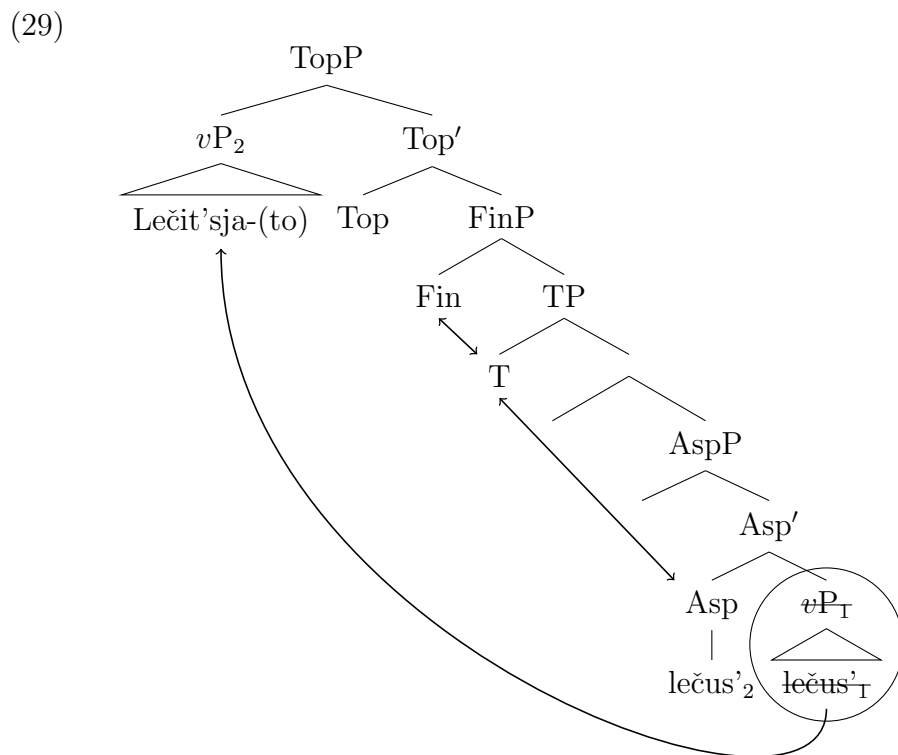 (29)
TopP
vP₂ Top′
Lečit'sja-(to) Top FinP
Fin TP
T
AspP
Asp′
Asp vP₁
lečus'₂ lečus'₁